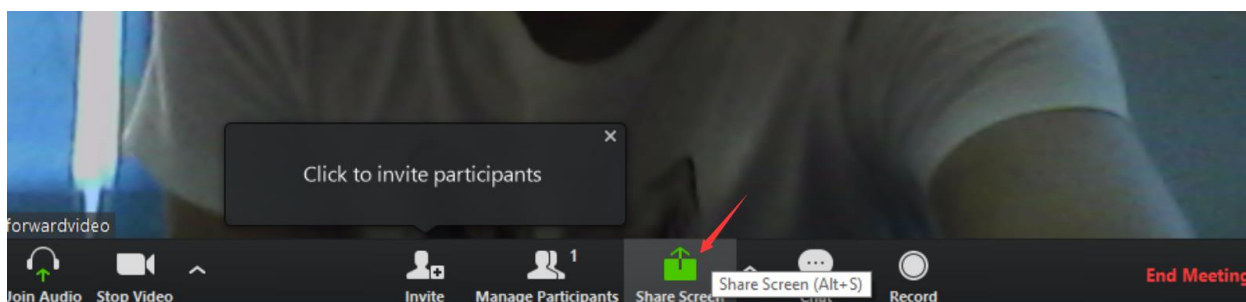 Click to invite participants
forwardvideo
1
Join Audio Stop Video Invite Manage Participants Share Screen Chat Record End Meeting
Share Screen (Alt+S)